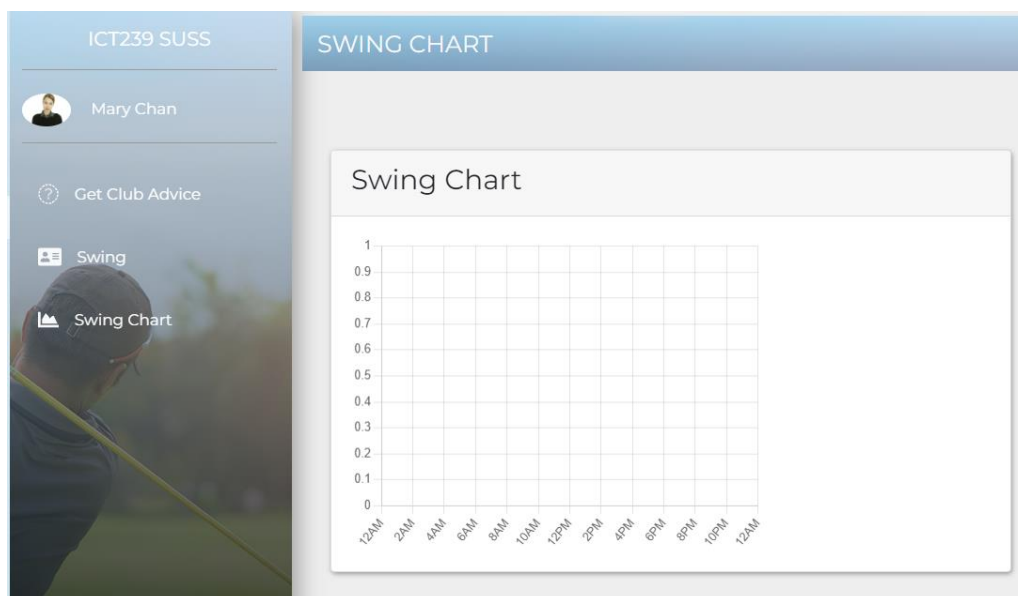 ICT239 SUSS
Mary Chan
Get Club Advice
Swing
Swing Chart
SWING CHART
Swing Chart
1
0.9
0.8
0.7
0.6
0.5
0.4
0.3
0.2
0.1
0
12AM 2AM 4AM 6AM 8AM 10AM 12PM 2PM 4PM 6PM 8PM 10PM 12AM